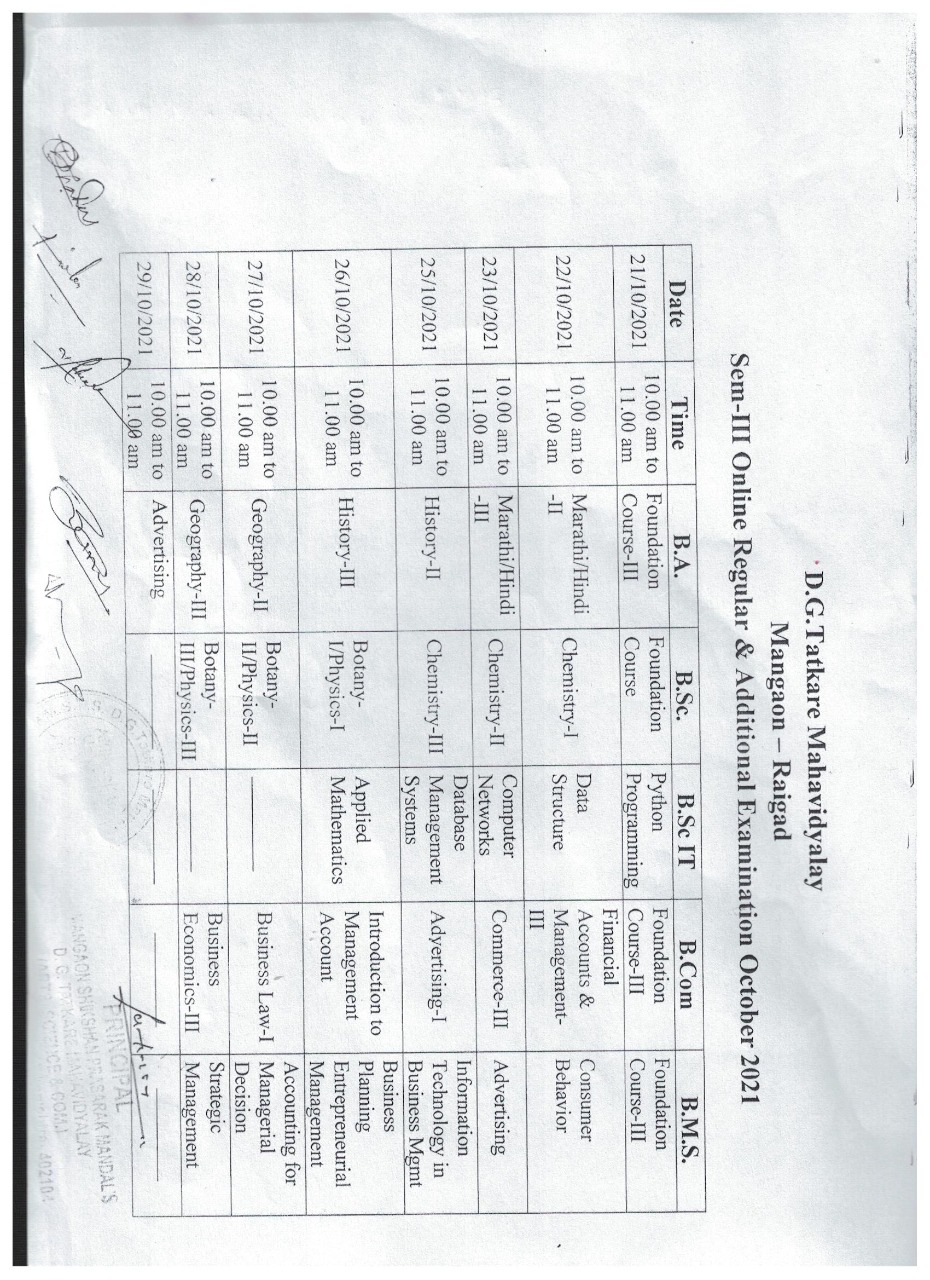 D.G.Tatkare Mahavidyalay
Mangaon – Raigad
Sem-III Online Regular & Additional Examination October 2021
Date Time B.A. B.Sc. B.Sc IT B.Com B.M.S.
21/10/2021 10.00 am to 11.00 am Foundation Course-III Foundation Course Python Programming Foundation Course-III Foundation Course-III
22/10/2021 10.00 am to 11.00 am Marathi/Hindi -II Chemistry-I Data Structure Financial Accounts & Management-III Consumer Behavior
23/10/2021 10.00 am to 11.00 am Marathi/Hindi -III Chemistry-II Computer Networks Commerce-III Advertising
25/10/2021 10.00 am to 11.00 am History-II Chemistry-III Database Management Systems Advertising-I Information Technology in Business Mgmt
26/10/2021 10.00 am to 11.00 am History-III Botany-I/Physics-I Applied Mathematics Introduction to Management Account Business Planning Entrepreneurial Management
27/10/2021 10.00 am to 11.00 am Geography-II Botany-II/Physics-II Business Law-I Accounting for Managerial Decision
28/10/2021 10.00 am to 11.00 am Geography-III Botany-III/Physics-III Business Economics-III Strategic Management
29/10/2021 10.00 am to 11.00 am Advertising
PRINCIPAL
MANGAON SHIKSHAN PRASARAK MANDAL'S
D.G. TATKARE MAHAVIDYALAY